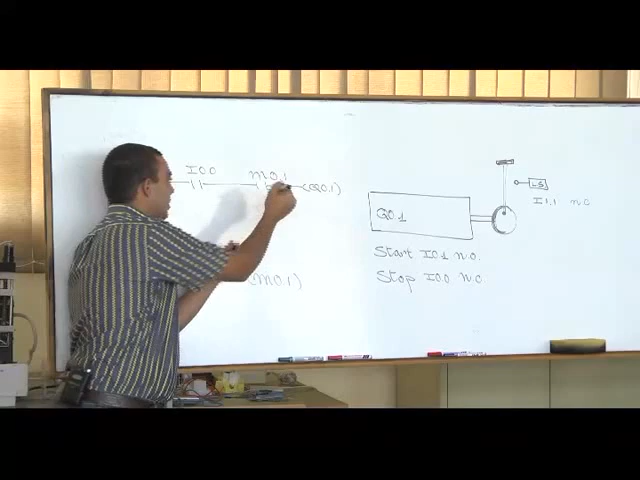 I0.0
M0.1
(Q0.1)
(M0.1)
Q0.1
LS
I1.1 nC
Start I0.1 n.O.
Stop I0.0 n.C